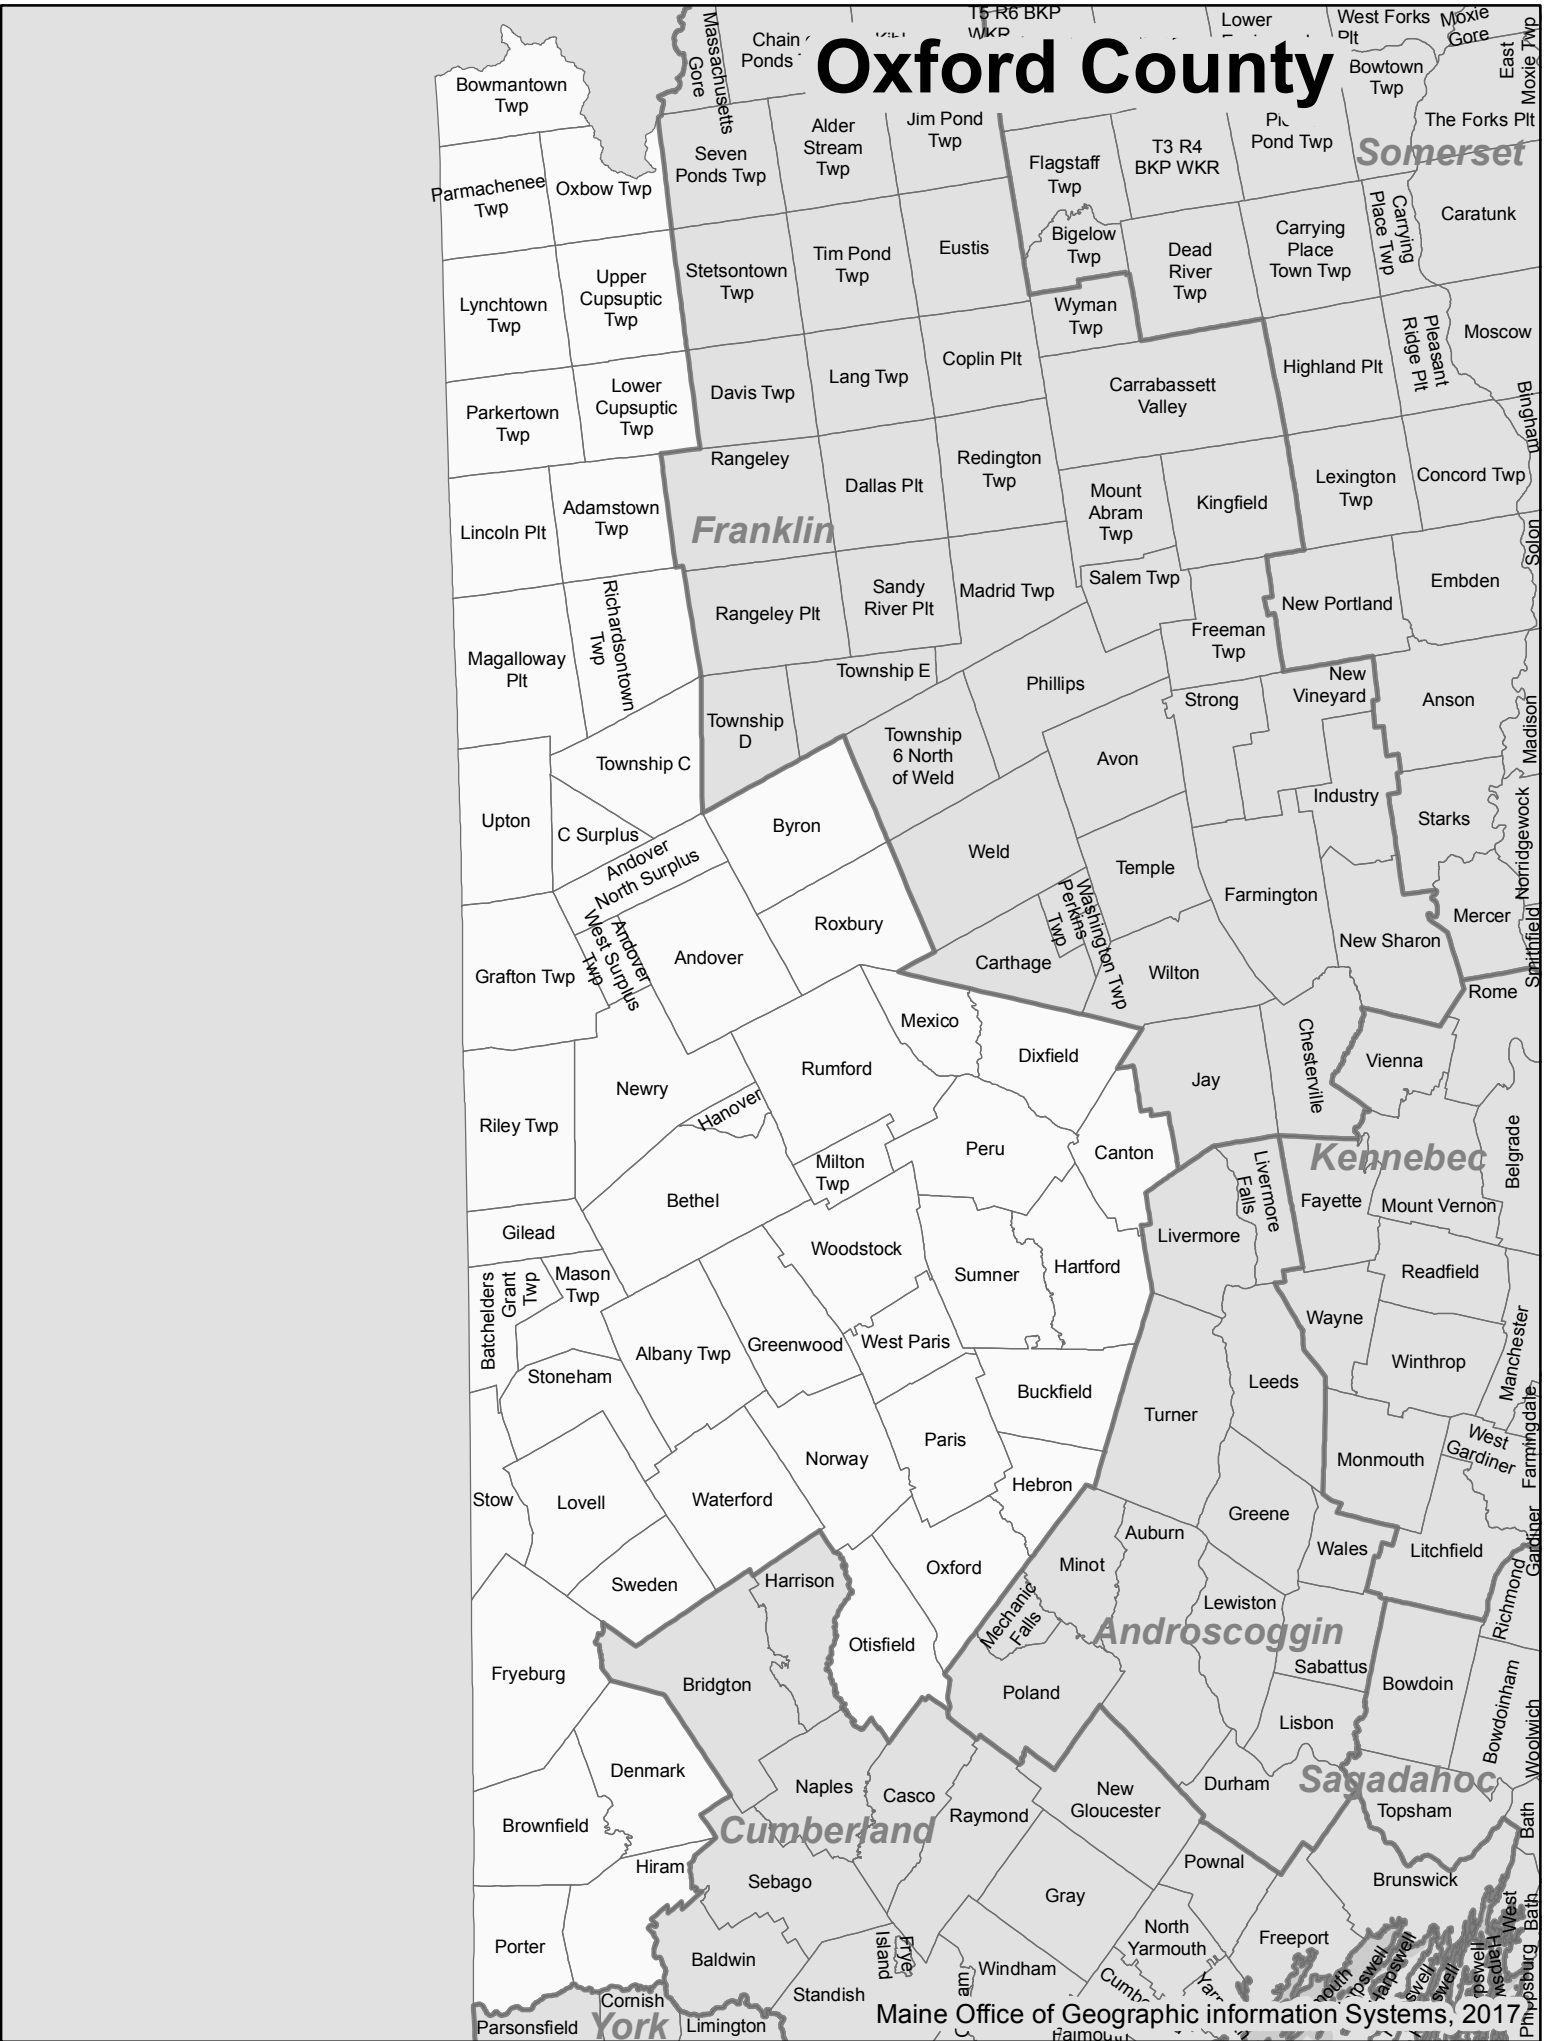 Oxford County
Massachusetts
Gore
Chain
Ponds
T5 R6 BKP
WKR
Lower
West Forks
Plt
Moxie
Gore
East
Moxie Twp
Bowtown
Twp
The Forks Plt
Somerset
Bowmantown
Twp
Parmachenee
Twp
Oxbow Twp
Seven
Ponds Twp
Alder
Stream
Twp
Jim Pond
Twp
Flagstaff
Twp
T3 R4
BKP WKR
Pond Twp
Carrying
Place Twp
Caratunk
Bigelow
Twp
Dead
River
Twp
Carrying
Place
Town Twp
Lynchtown
Twp
Upper
Cupsuptic
Twp
Stetsontown
Twp
Tim Pond
Twp
Eustis
Wyman
Twp
Pleasant
Ridge Plt
Moscow
Highland Plt
Parkertown
Twp
Lower
Cupsuptic
Twp
Davis Twp
Lang Twp
Coplin Plt
Carrabassett
Valley
Bingham
Rangeley
Dallas Plt
Redington
Twp
Mount
Abram
Twp
Kingfield
Lexington
Twp
Concord Twp
Lincoln Plt
Adamstown
Twp
Franklin
Solon
Richardsontown
Twp
Rangeley Plt
Sandy
River Plt
Madrid Twp
Salem Twp
Freeman
Twp
New Portland
Embden
Magalloway
Plt
Township E
Phillips
New
Vineyard
Strong
Anson
Madison
Township
D
Township C
Township
6 North
of Weld
Avon
Industry
Starks
Norridgewock
Upton
C Surplus
Andover
North Surplus
Byron
Weld
Temple
Farmington
Perkins
Twp
Washington Twp
Mercer
Smithfield
Grafton Twp
Andover
West Surplus
Twp
Andover
Roxbury
Carthage
Wilton
New Sharon
Rome
Mexico
Dixfield
Rumford
Jay
Chesterville
Vienna
Newry
Hanover
Riley Twp
Milton
Twp
Peru
Canton
Kennebec
Belgrade
Livermore
Falls
Fayette
Mount Vernon
Bethel
Gilead
Woodstock
Sumner
Hartford
Livermore
Readfield
Batchelders
Grant
Twp
Mason
Twp
Wayne
Manchester
Albany Twp
Greenwood
West Paris
Winthrop
Stoneham
Buckfield
Turner
Leeds
Farmingdale
Norway
Paris
Monmouth
West
Gardiner
Hebron
Stow
Lovell
Waterford
Greene
Gardiner
Auburn
Minot
Wales
Litchfield
Sweden
Harrison
Oxford
Lewiston
Richmond
Mechanic
Falls
Androscoggin
Otisfield
Sabattus
Fryeburg
Bridgton
Poland
Bowdoin
Bowdoinham
Lisbon
Woolwich
Denmark
Naples
Casco
Raymond
New
Gloucester
Durham
Sagadahoc
Topsham
Bath
Brownfield
Cumberland
Hiram
Sebago
Gray
Pownal
Brunswick
Porter
Baldwin
Frye
Island
Windham
North
Yarmouth
Freeport
West
Bath
Harpswell
Standish
Maine Office of Geographic information Systems, 2017
Cornish
Parsonsfield
York
Limington
Falmouth
Phippsburg